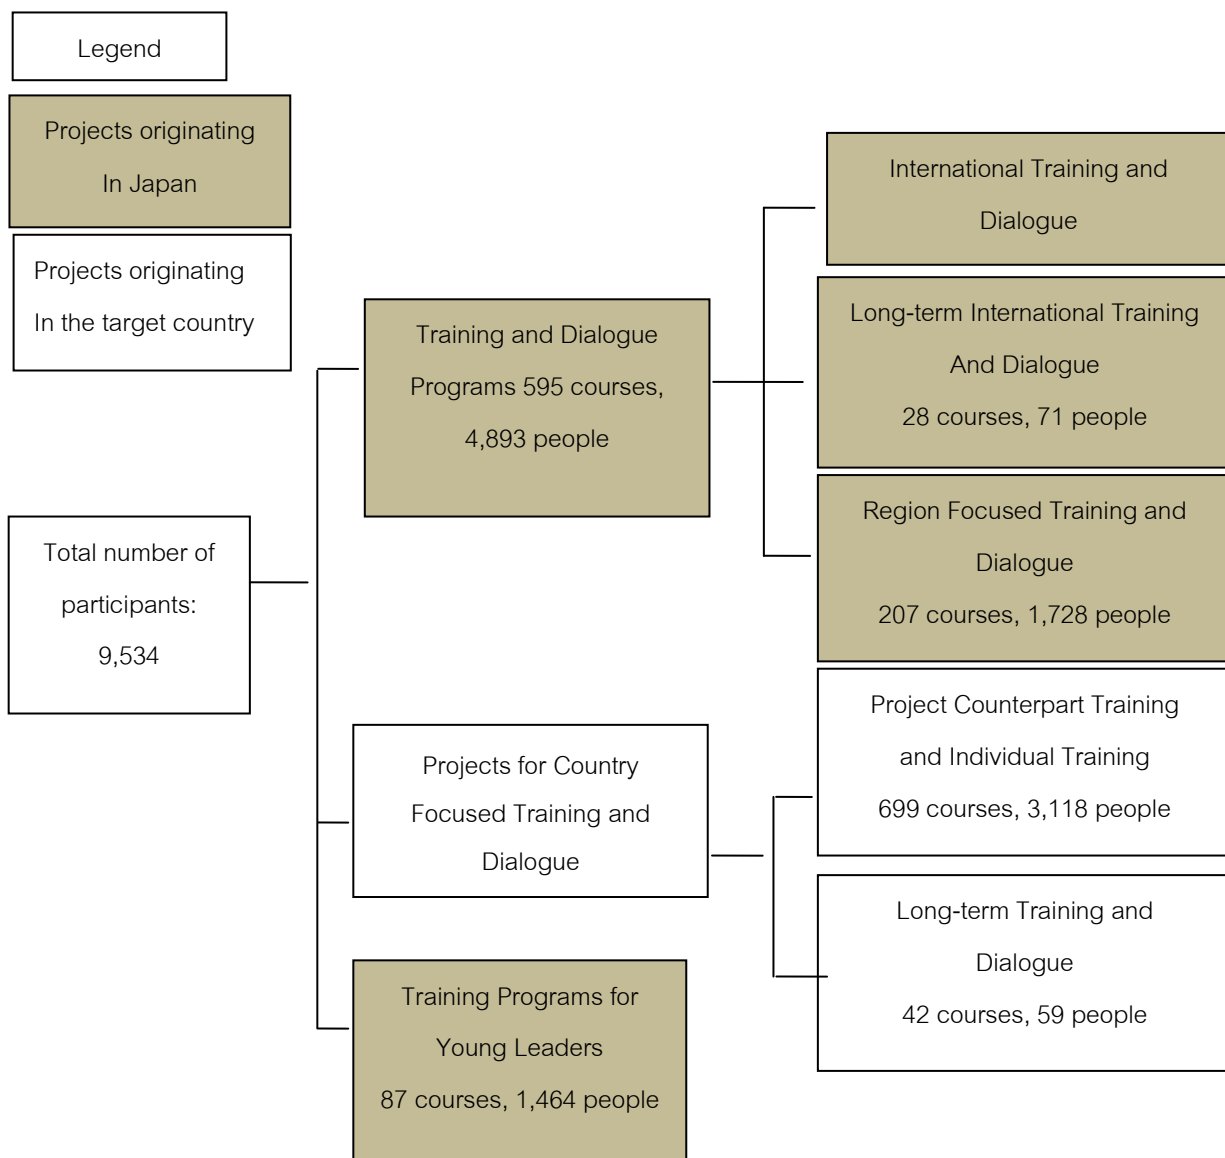 Legend
Projects originating
In Japan
Projects originating
In the target country
Total number of
participants:
9,534
Training and Dialogue
Programs 595 courses,
4,893 people
Projects for Country
Focused Training and
Dialogue
Training Programs for
Young Leaders
87 courses, 1,464 people
International Training and
Dialogue
Long-term International Training
And Dialogue
28 courses, 71 people
Region Focused Training and
Dialogue
207 courses, 1,728 people
Project Counterpart Training
and Individual Training
699 courses, 3,118 people
Long-term Training and
Dialogue
42 courses, 59 people